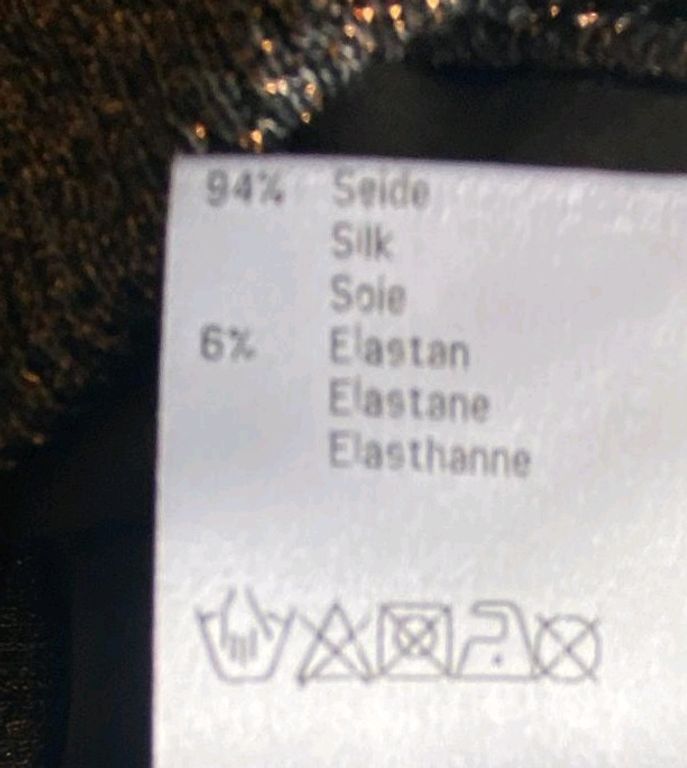 94% Seide
Silk
Soie
6% Elastan
Elastane
Elasthanne